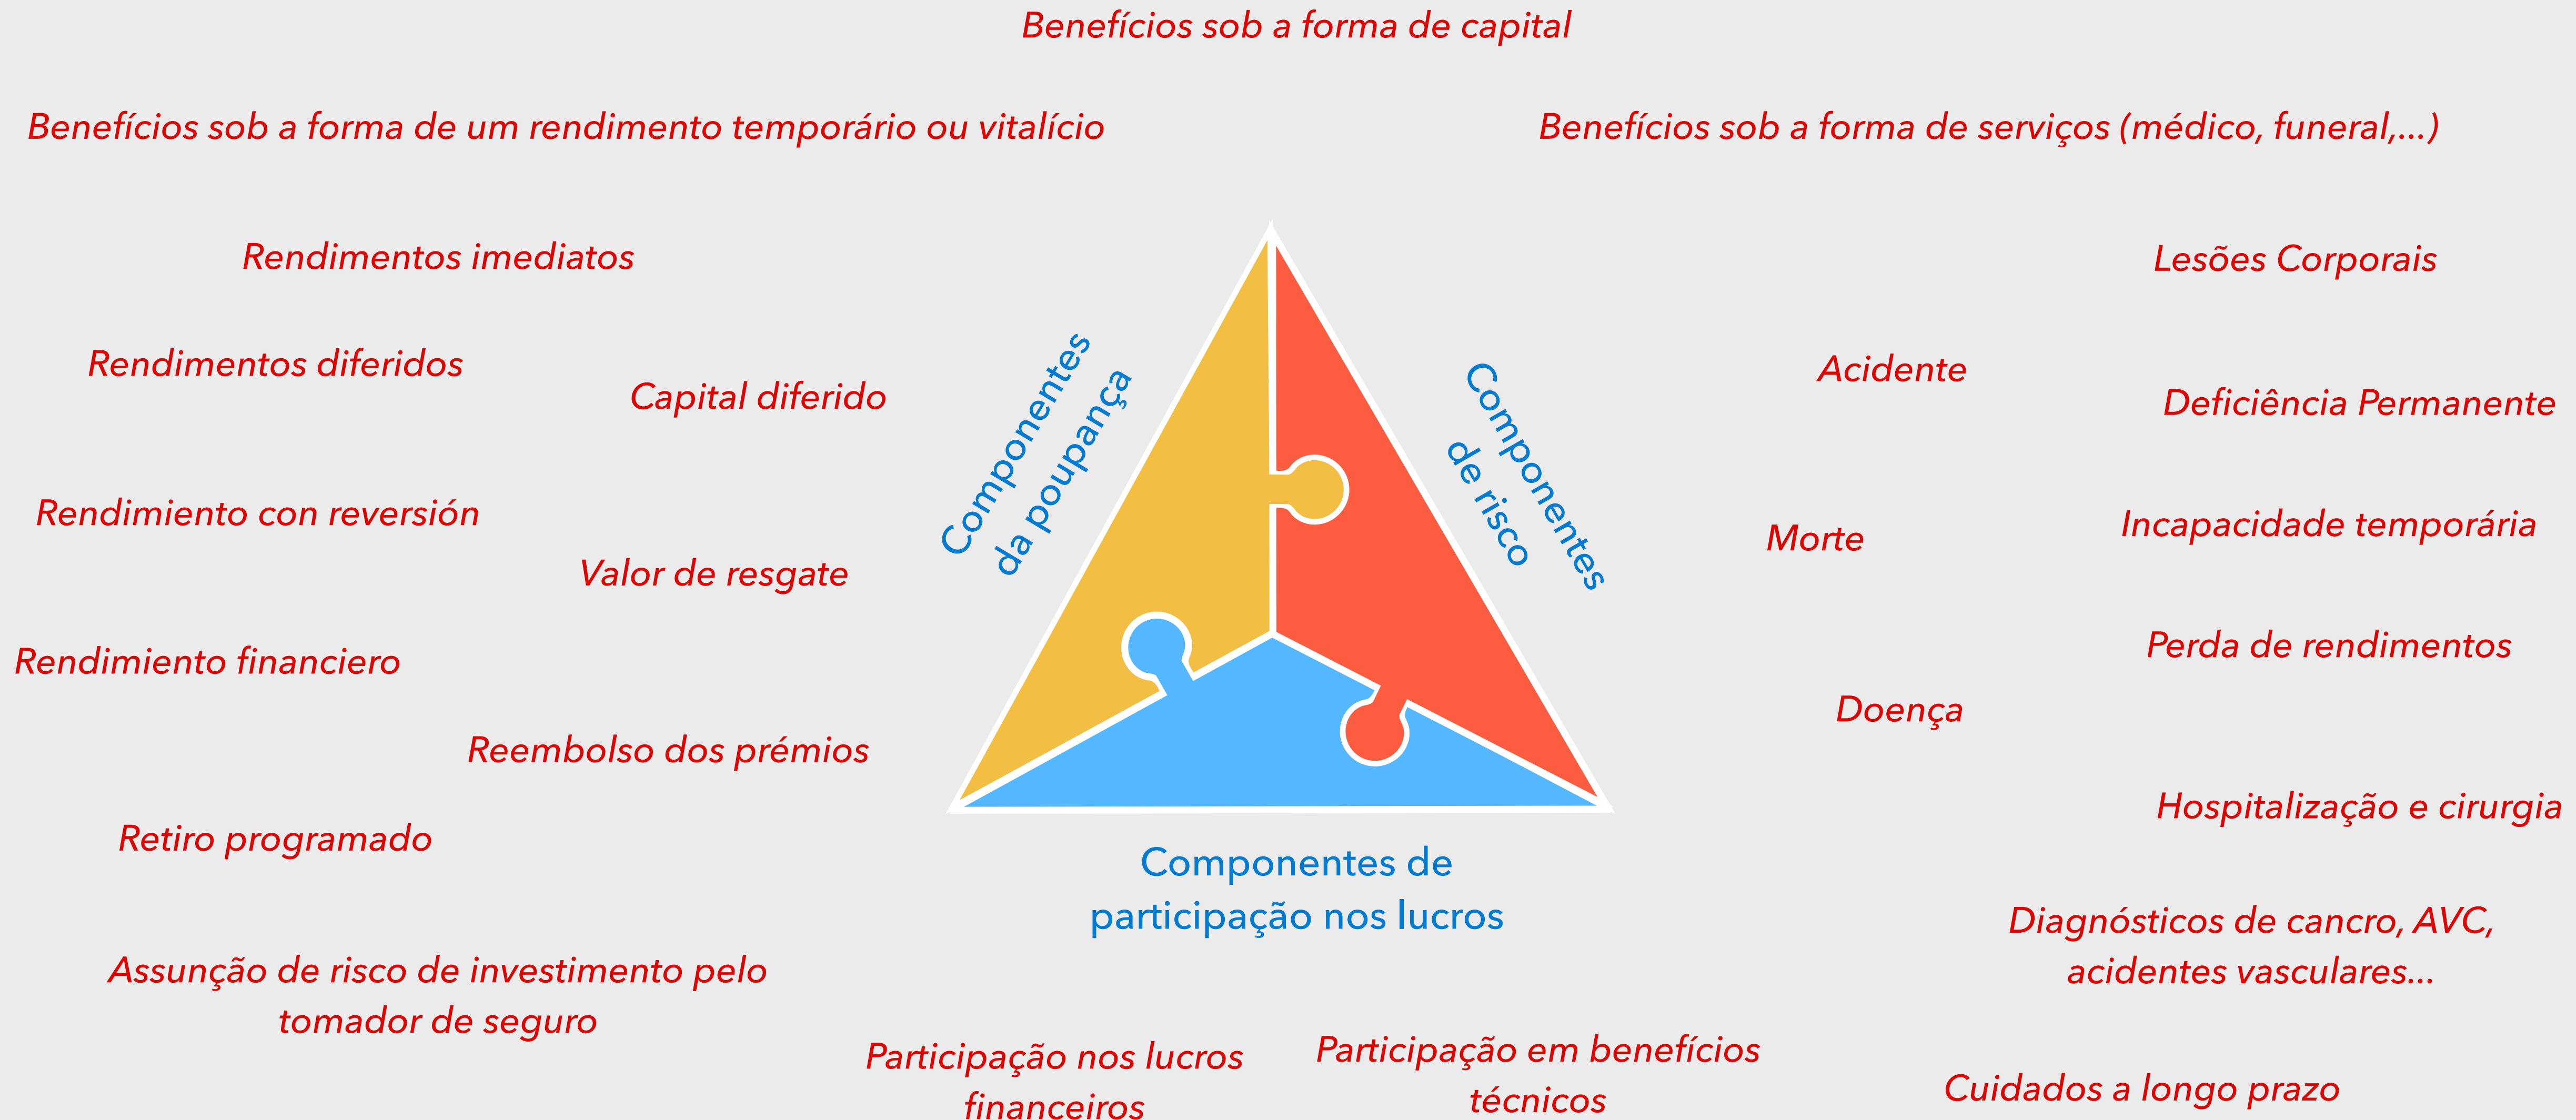 Benefícios sob a forma de capital
Benefícios sob a forma de um rendimento temporário ou vitalício
Benefícios sob a forma de serviços (médico, funeral,...)
Rendimentos imediatos
Lesões Corporais
Rendimentos diferidos
Capital diferido
Componentes
da poupança
Componentes
de risco
Acidente
Deficiência Permanente
Rendimiento con reversión
Valor de resgate
Morte
Incapacidade temporária
Rendimiento financiero
Perda de rendimentos
Doença
Reembolso dos prémios
Retiro programado
Hospitalização e cirurgia
Componentes de
participação nos lucros
Diagnósticos de cancro, AVC,
acidentes vasculares...
Assunção de risco de investimento pelo
tomador de seguro
Participação nos lucros
financeiros
Participação em benefícios
técnicos
Cuidados a longo prazo